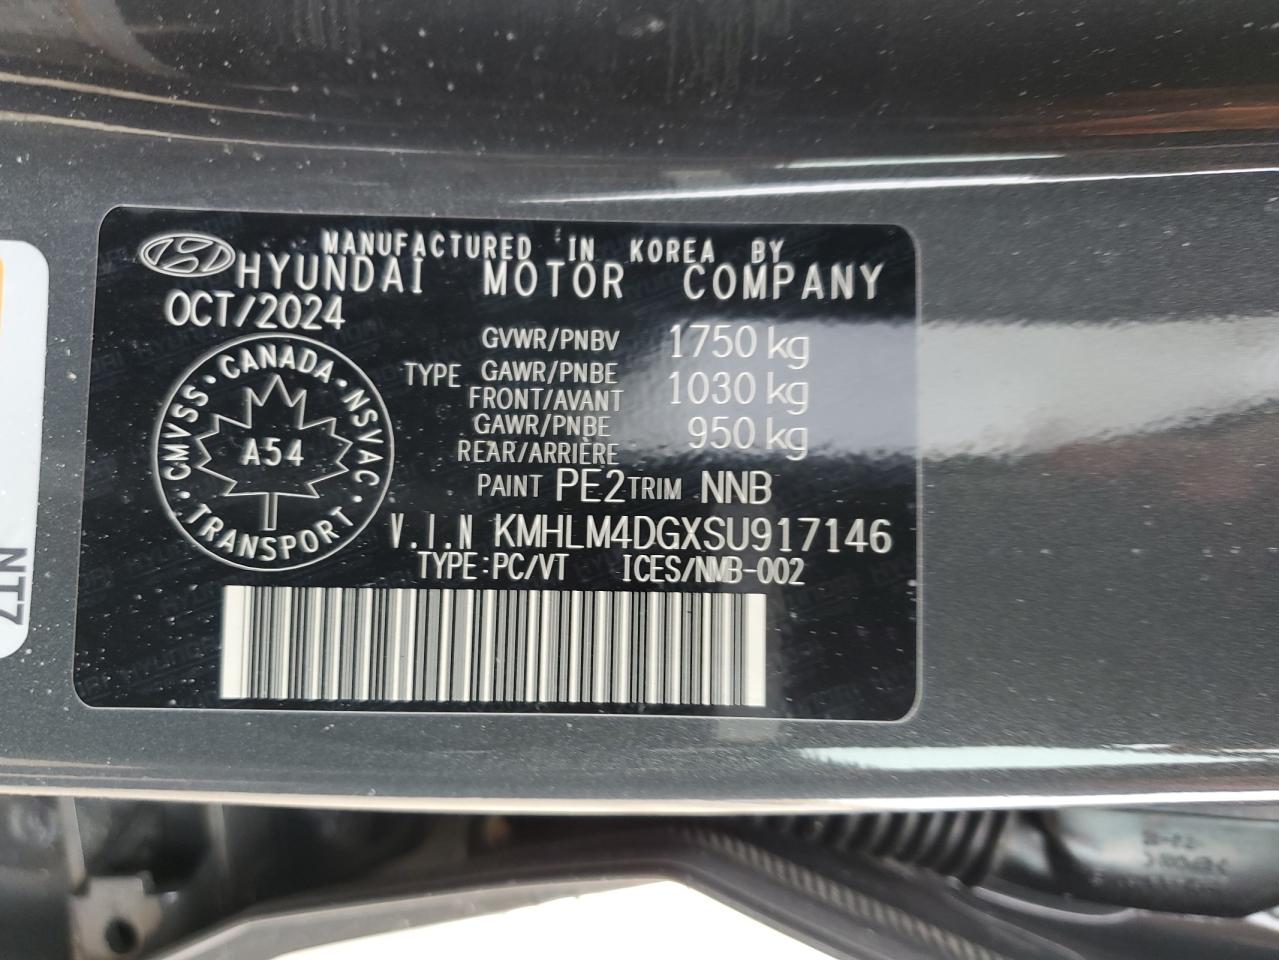 MANUFACTURED IN KOREA BY
HYUNDAI MOTOR COMPANY
OCT/2024
GVWR/PNBV 1750 kg
TYPE GAWR/PNBE FRONT/AVANT 1030 kg
GAWR/PNBE REAR/ARRIÈRE 950 kg
CMVSS · CANADA · NSVAC · TRANSPORT ·
A54
PAINT PE2 TRIM NNB
V.I.N KMHLM4DGXSU917146
TYPE:PC/VT ICES/NMB-002